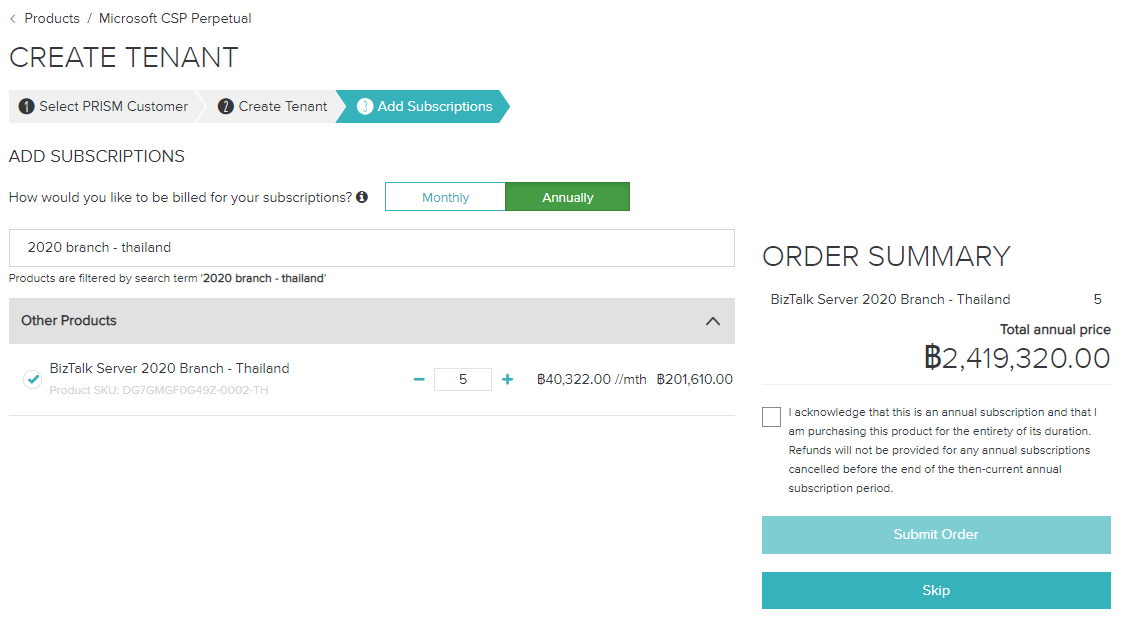 Products / Microsoft CSP Perpetual
CREATE TENANT
1 Select PRISM Customer
2 Create Tenant
3 Add Subscriptions
ADD SUBSCRIPTIONS
How would you like to be billed for your subscriptions?
Monthly
Annually
2020 branch - thailand
Products are filtered by search term '2020 branch - thailand'
Other Products
BizTalk Server 2020 Branch - Thailand
Product SKU: DG7GMGF0G49Z-0002-TH
5
฿40,322.00 //mth ฿201,610.00
ORDER SUMMARY
BizTalk Server 2020 Branch - Thailand 5
Total annual price
฿2,419,320.00
I acknowledge that this is an annual subscription and that I
am purchasing this product for the entirety of its duration.
Refunds will not be provided for any annual subscriptions
cancelled before the end of the then-current annual
subscription period.
Submit Order
Skip